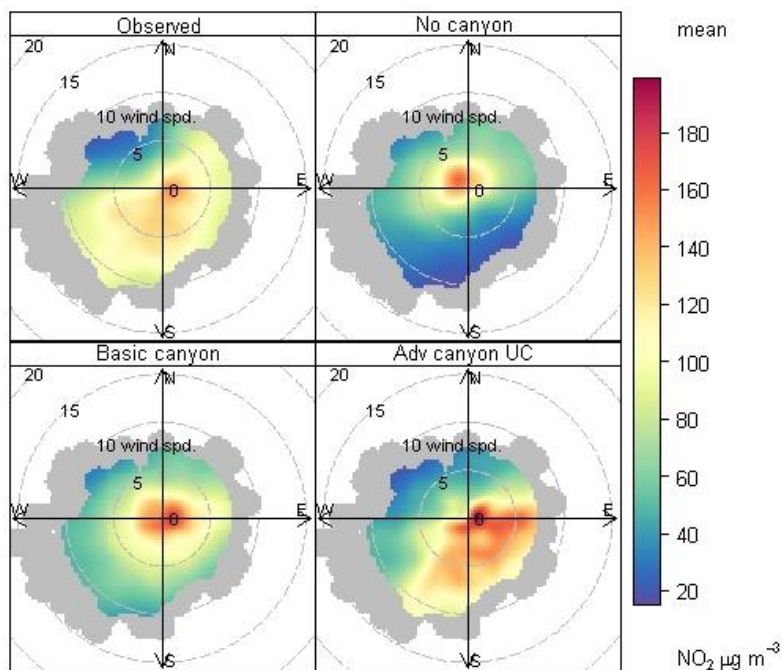 Observed
No canyon
mean
20
15
10 wind spd.
5
0
N
E
S
W
20
15
10 wind spd.
5
0
N
E
S
W
Basic canyon
Adv canyon UC
20
15
10 wind spd.
5
0
N
E
S
W
20
15
10 wind spd.
5
0
N
E
S
W
180
160
140
120
100
80
60
40
20
NO₂ µg m⁻³